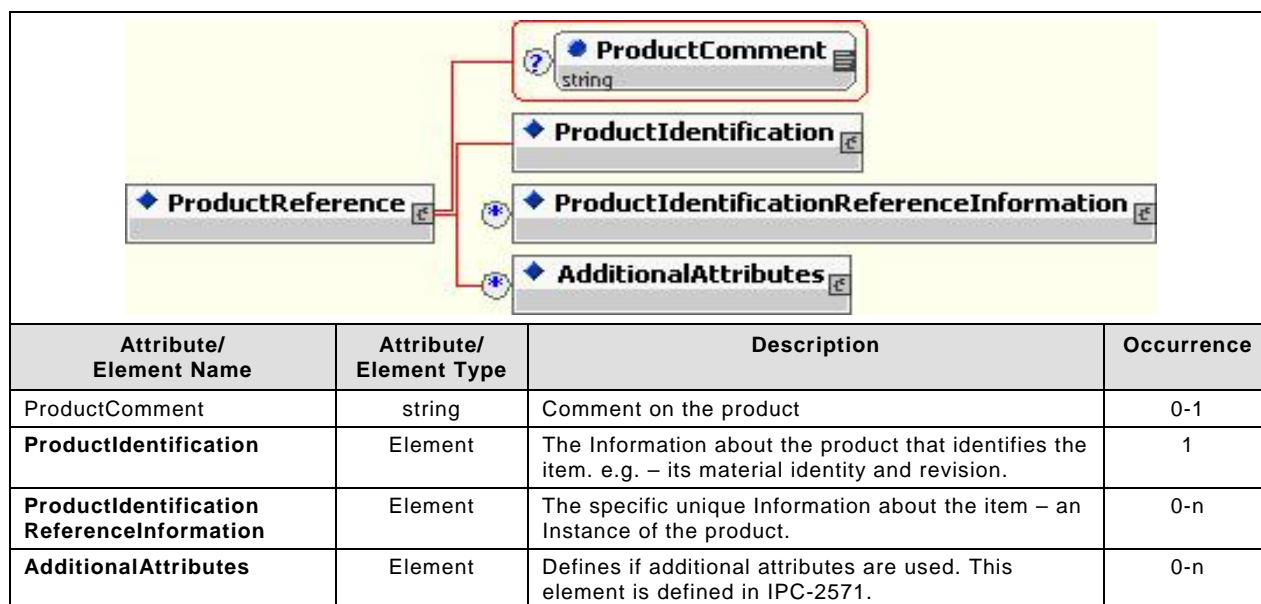 ? ProductComment
string
ProductIdentification
ProductReference
* ProductIdentificationReferenceInformation
* AdditionalAttributes
Attribute/ Element Name
Attribute/ Element Type
Description
Occurrence
ProductComment string Comment on the product 0-1
ProductIdentification Element The Information about the product that identifies the 1
item. e.g. – its material identity and revision.
ProductIdentification Element The specific unique Information about the item – an 0-n
ReferenceInformation Instance of the product.
AdditionalAttributes Element Defines if additional attributes are used. This 0-n
element is defined in IPC-2571.